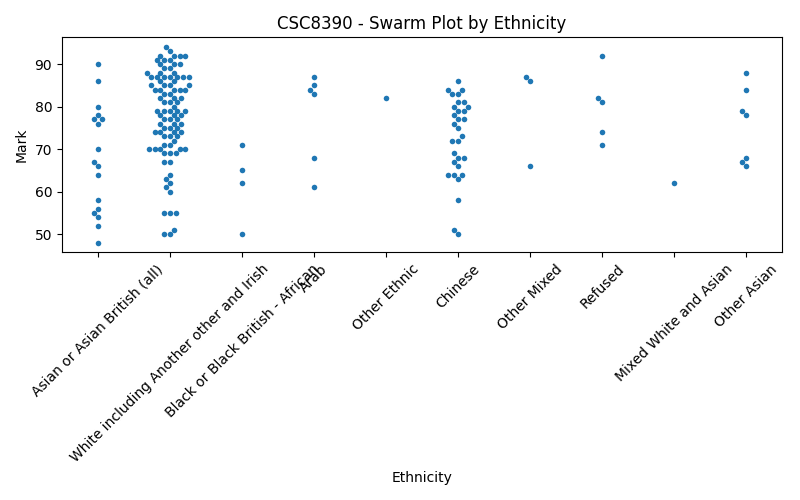 CSC8390 - Swarm Plot by Ethnicity
Mark
90
80
70
60
50
Asian or Asian British (all)
White including Another other and Irish
Black or Black British - African
Arab
Other Ethnic
Chinese
Other Mixed
Refused
Mixed White and Asian
Other Asian
Ethnicity